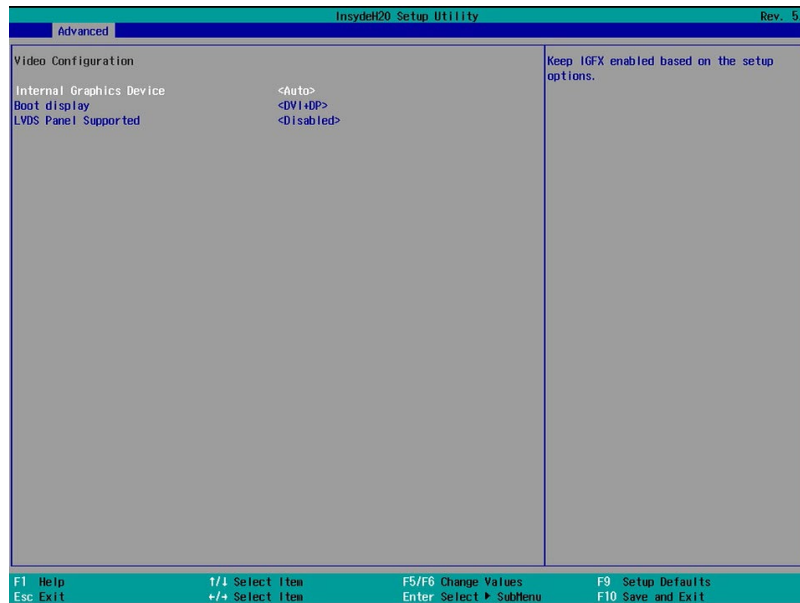 InsydeH20 Setup Utility Rev. 5
Advanced
Video Configuration
Internal Graphics Device <Auto>
Boot display <DVI+DP>
LVDS Panel Supported <Disabled>
Keep IGFX enabled based on the setup
options.
F1 Help ↑/↓ Select Item F5/F6 Change Values F9 Setup Defaults
Esc Exit ←/→ Select Item Enter Select ▶ SubMenu F10 Save and Exit